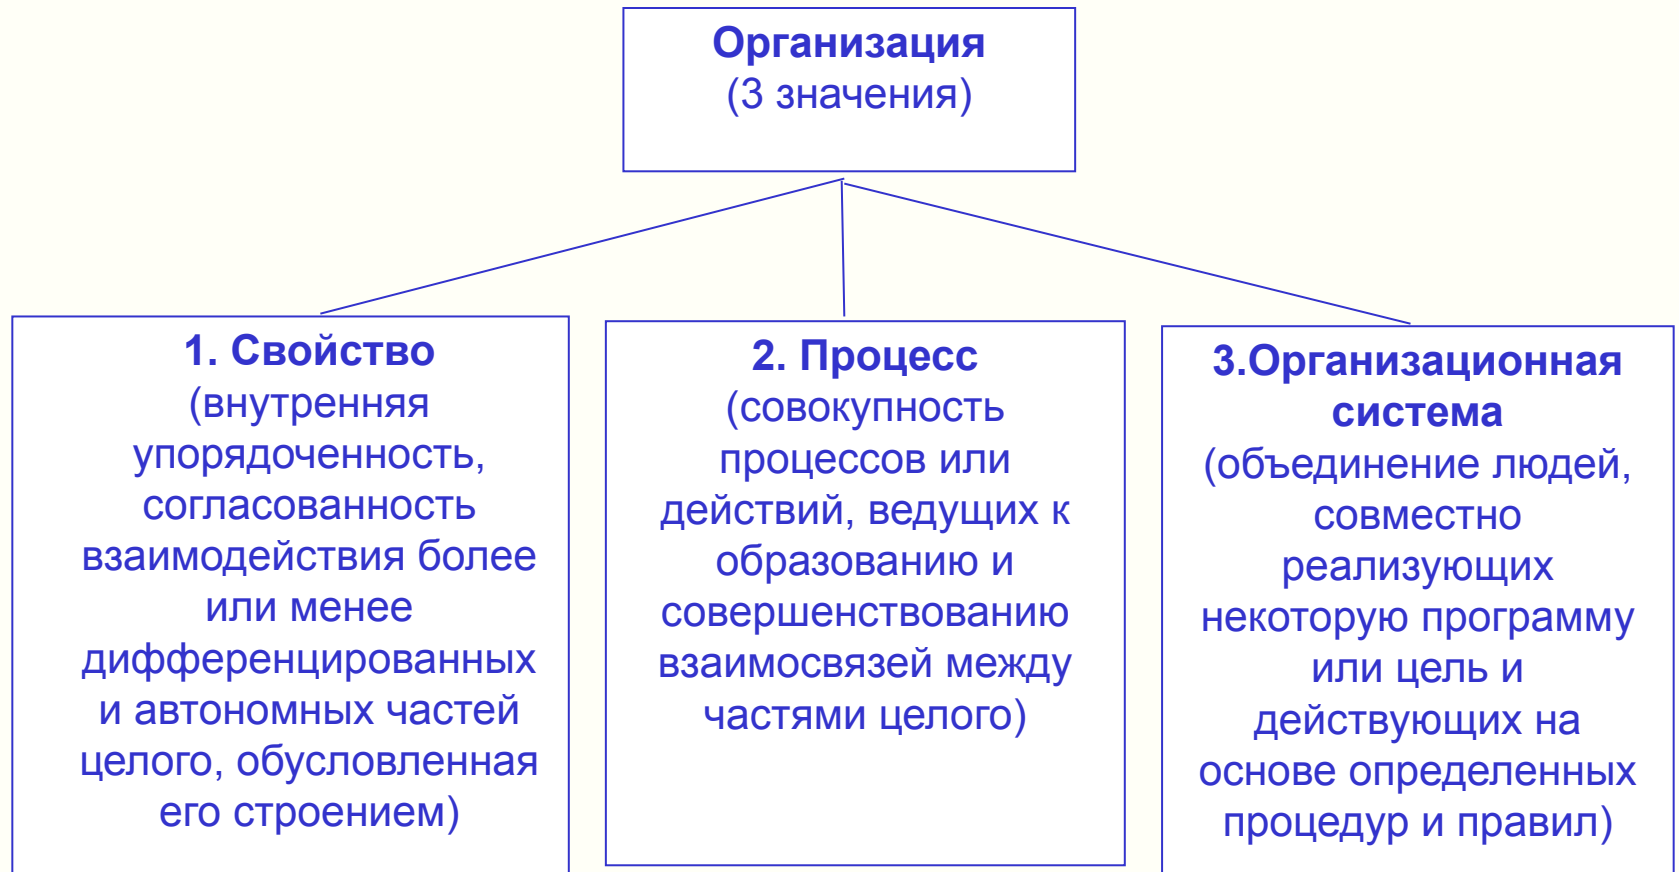 Организация
(3 значения)
1. Свойство
(внутренняя
упорядоченность,
согласованность
взаимодействия более
или менее
дифференцированных
и автономных частей
целого, обусловленная
его строением)
2. Процесс
(совокупность
процессов или
действий, ведущих к
образованию и
совершенствованию
взаимосвязей между
частями целого)
3.Организационная
система
(объединение людей,
совместно
реализующих
некоторую программу
или цель и
действующих на
основе определенных
процедур и правил)